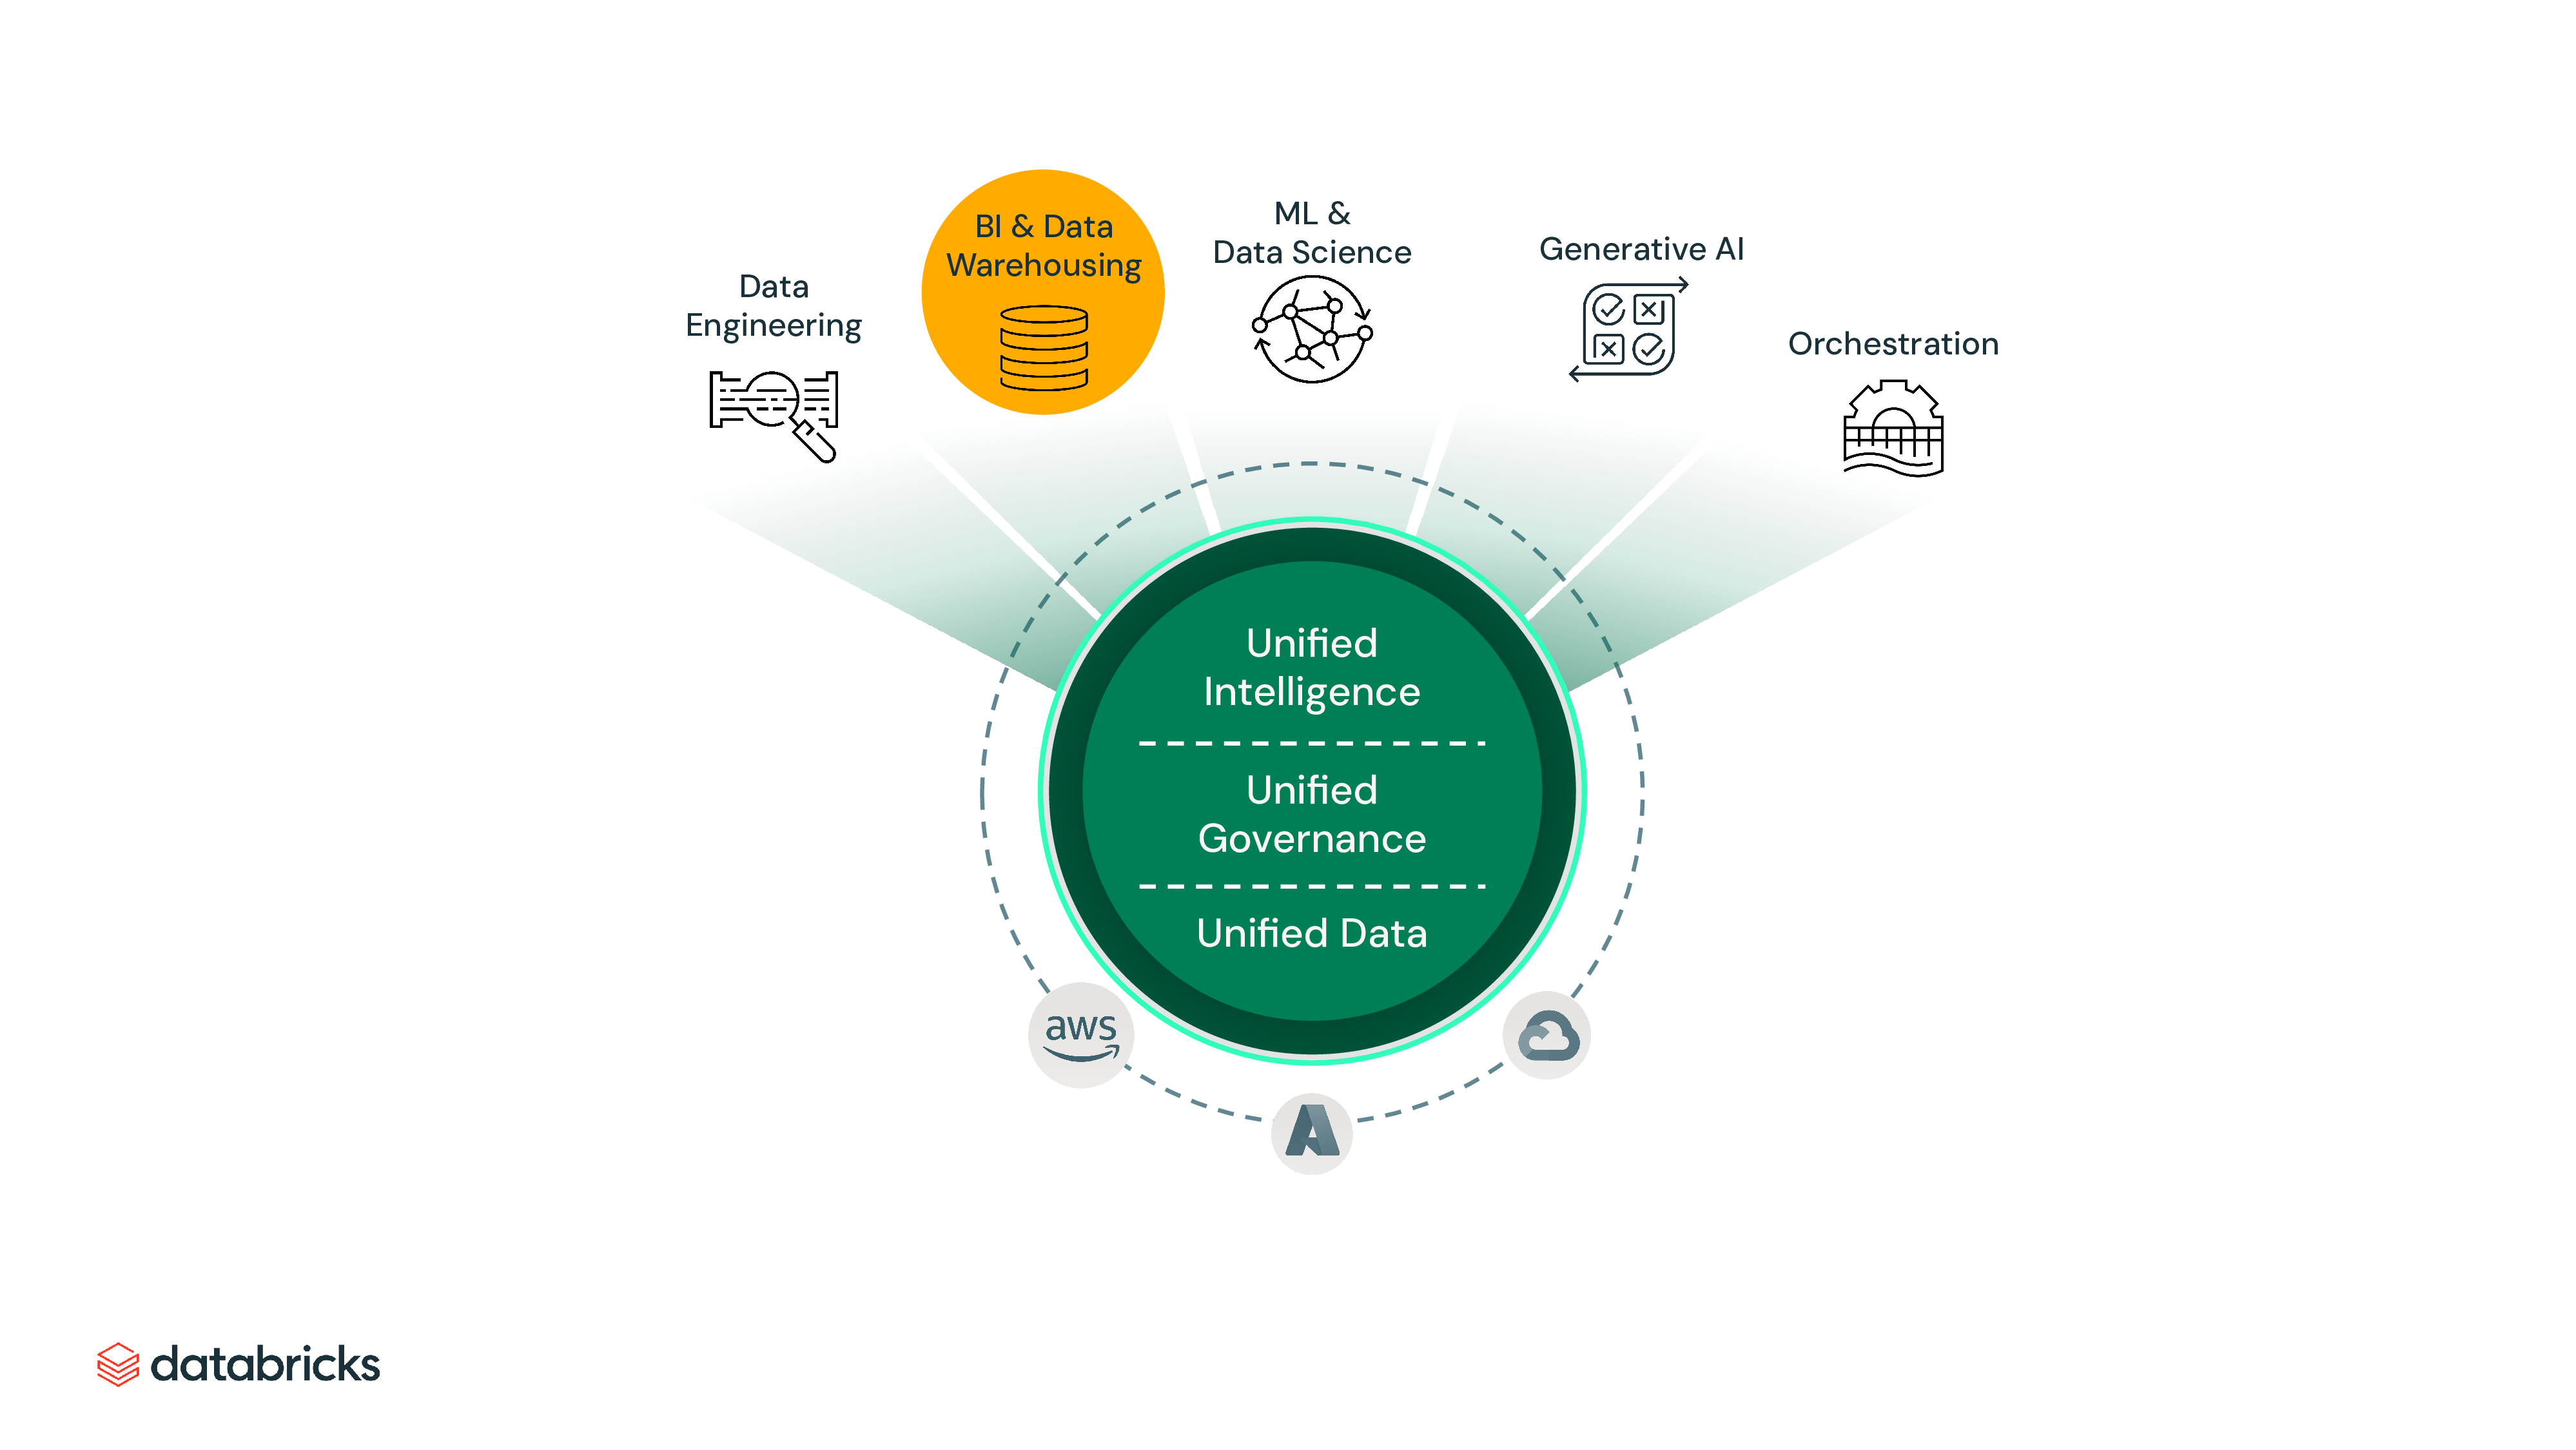 BI & Data
Warehousing
ML &
Data Science
Generative AI
Data
Engineering
Orchestration
Unified
Intelligence
Unified
Governance
Unified Data
aws
databricks